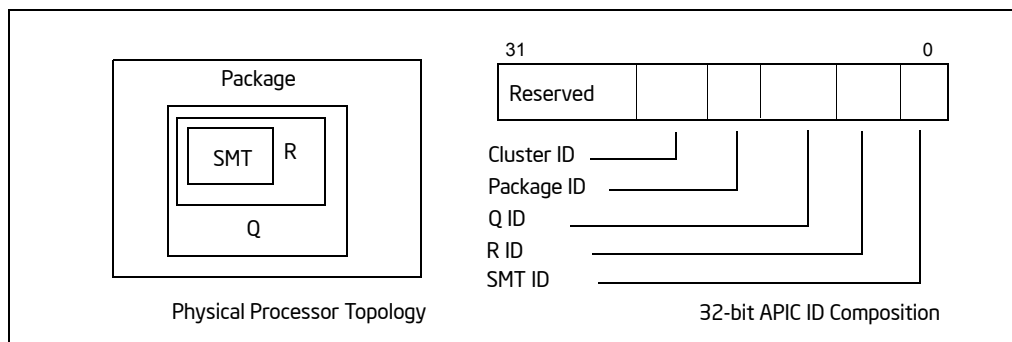 Package
SMT
R
Q
Physical Processor Topology
31
0
Reserved
Cluster ID
Package ID
Q ID
R ID
SMT ID
32-bit APIC ID Composition